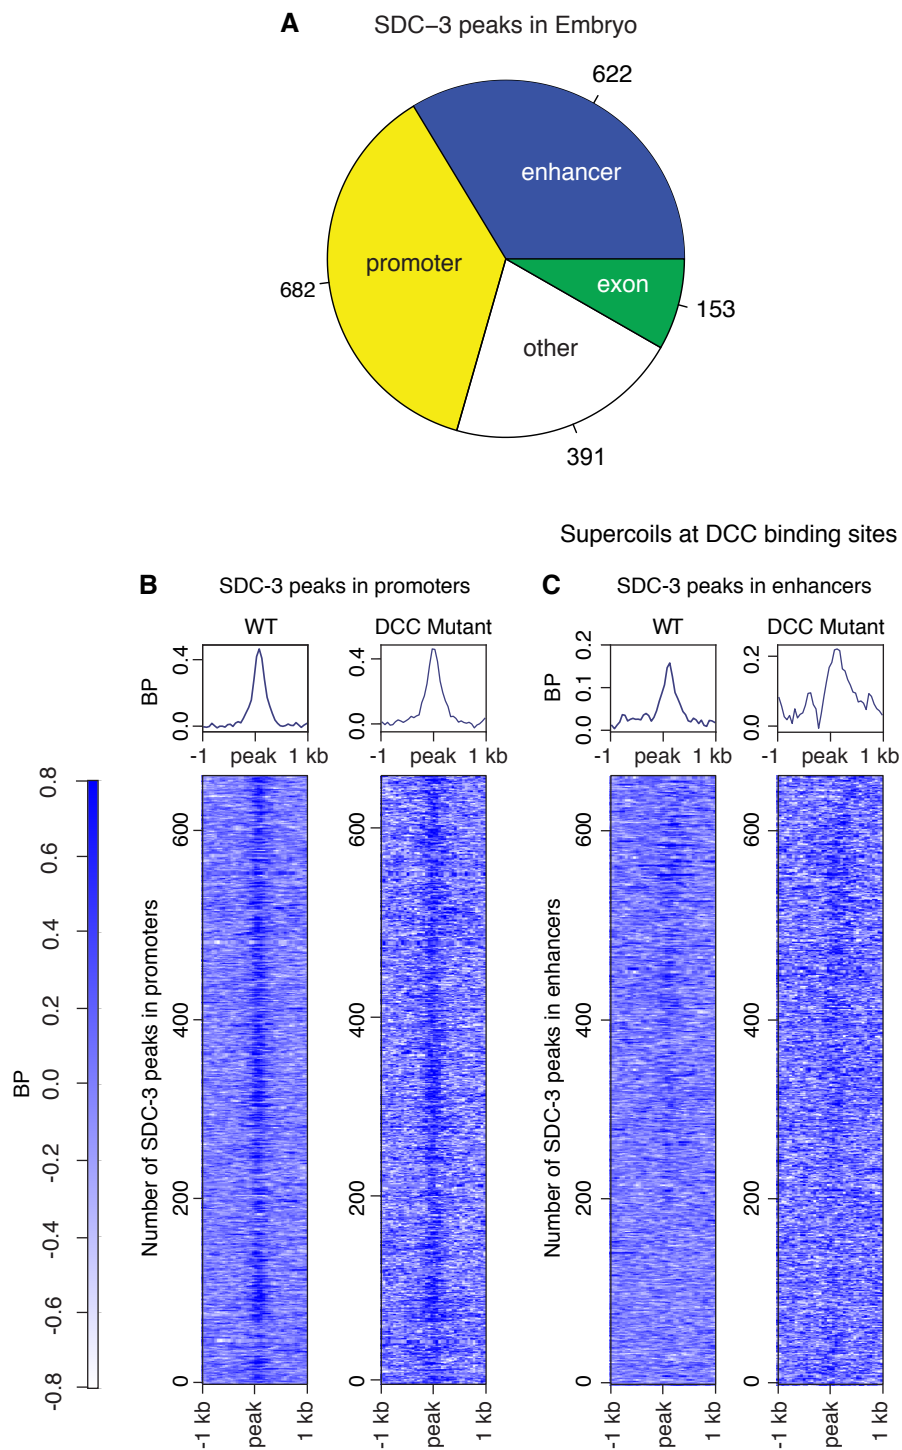 A SDC–3 peaks in Embryo
622
enhancer
promoter
682
exon
153
other
391
Supercoils at DCC binding sites
B SDC-3 peaks in promoters
WT
DCC Mutant
BP
0.4
0.0
-1 peak 1 kb
0.4
0.0
-1 peak 1 kb
C SDC-3 peaks in enhancers
WT
DCC Mutant
BP
0.2
0.1
0.0
-1 peak 1 kb
0.2
0.0
-1 peak 1 kb
BP
0.8
0.6
0.4
0.2
0.0
-0.2
-0.4
-0.6
-0.8
Number of SDC-3 peaks in promoters
600
400
200
0
-1 kb peak 1 kb
600
400
200
0
-1 kb peak 1 kb
Number of SDC-3 peaks in enhancers
600
400
200
0
-1 kb peak 1 kb
600
400
200
0
-1 kb peak 1 kb